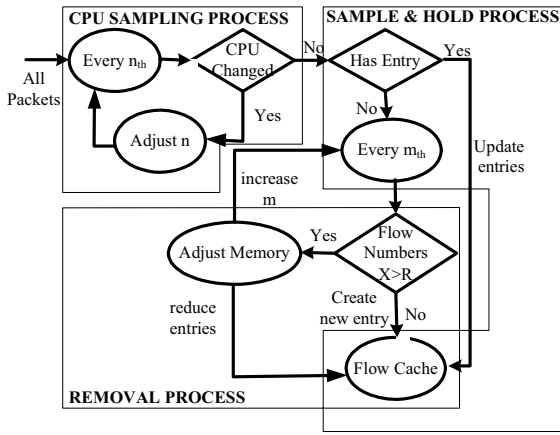 CPU SAMPLING PROCESS
SAMPLE & HOLD PROCESS
All
Packets
Every nth
CPU
Changed
No
Has Entry
Yes
Yes
Adjust n
No
Every mth
Update
entries
increase
m
Adjust Memory
Yes
Flow
Numbers
X>R
reduce
entries
Create
new entry
No
Flow Cache
REMOVAL PROCESS